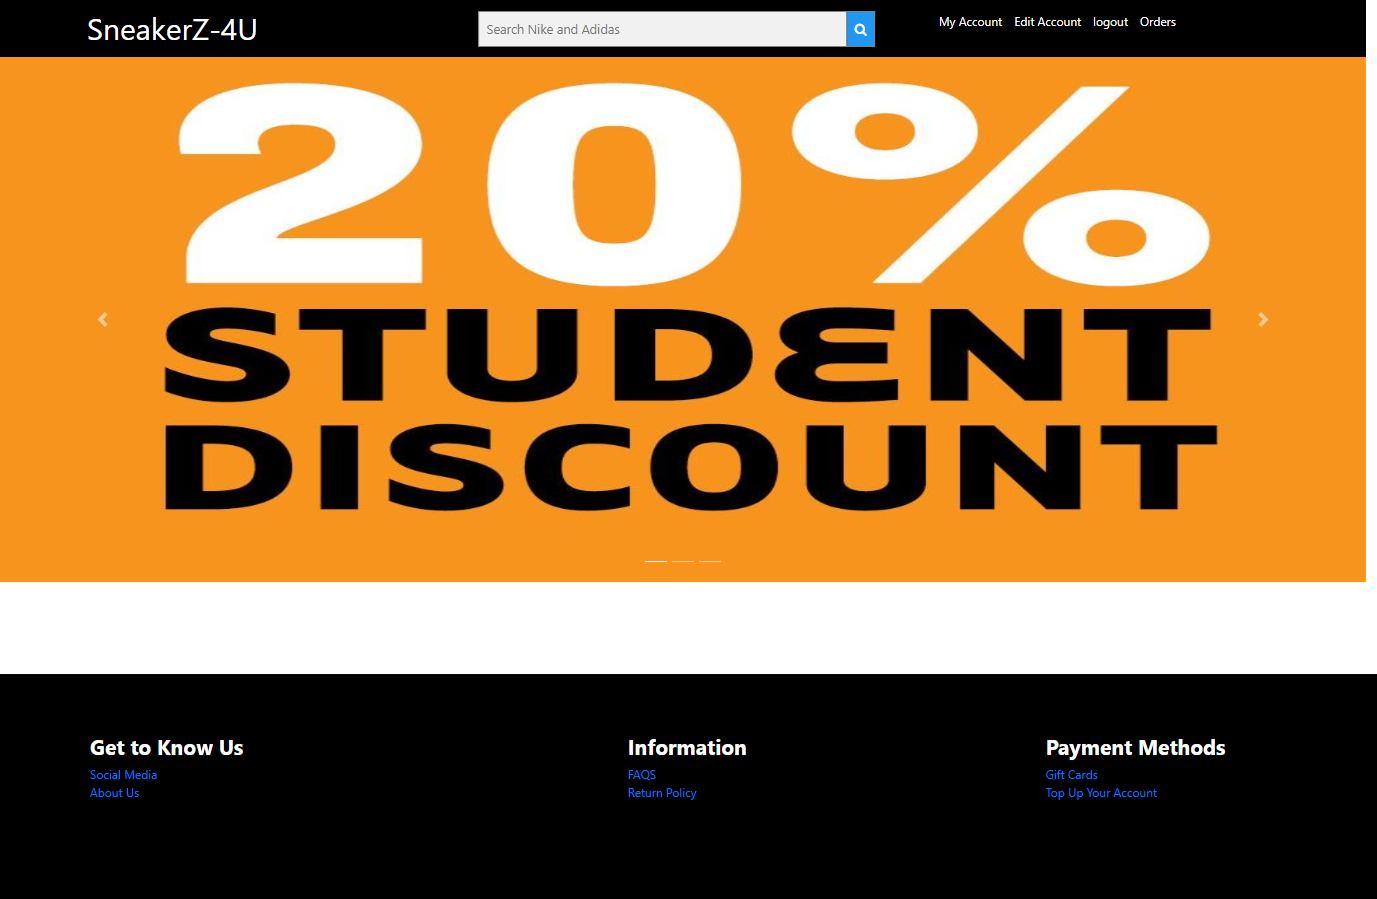 SneakerZ-4U
Search Nike and Adidas
My Account Edit Account logout Orders
20%
STUDENT
DISCOUNT
Get to Know Us
Social Media
About Us
Information
FAQS
Return Policy
Payment Methods
Gift Cards
Top Up Your Account